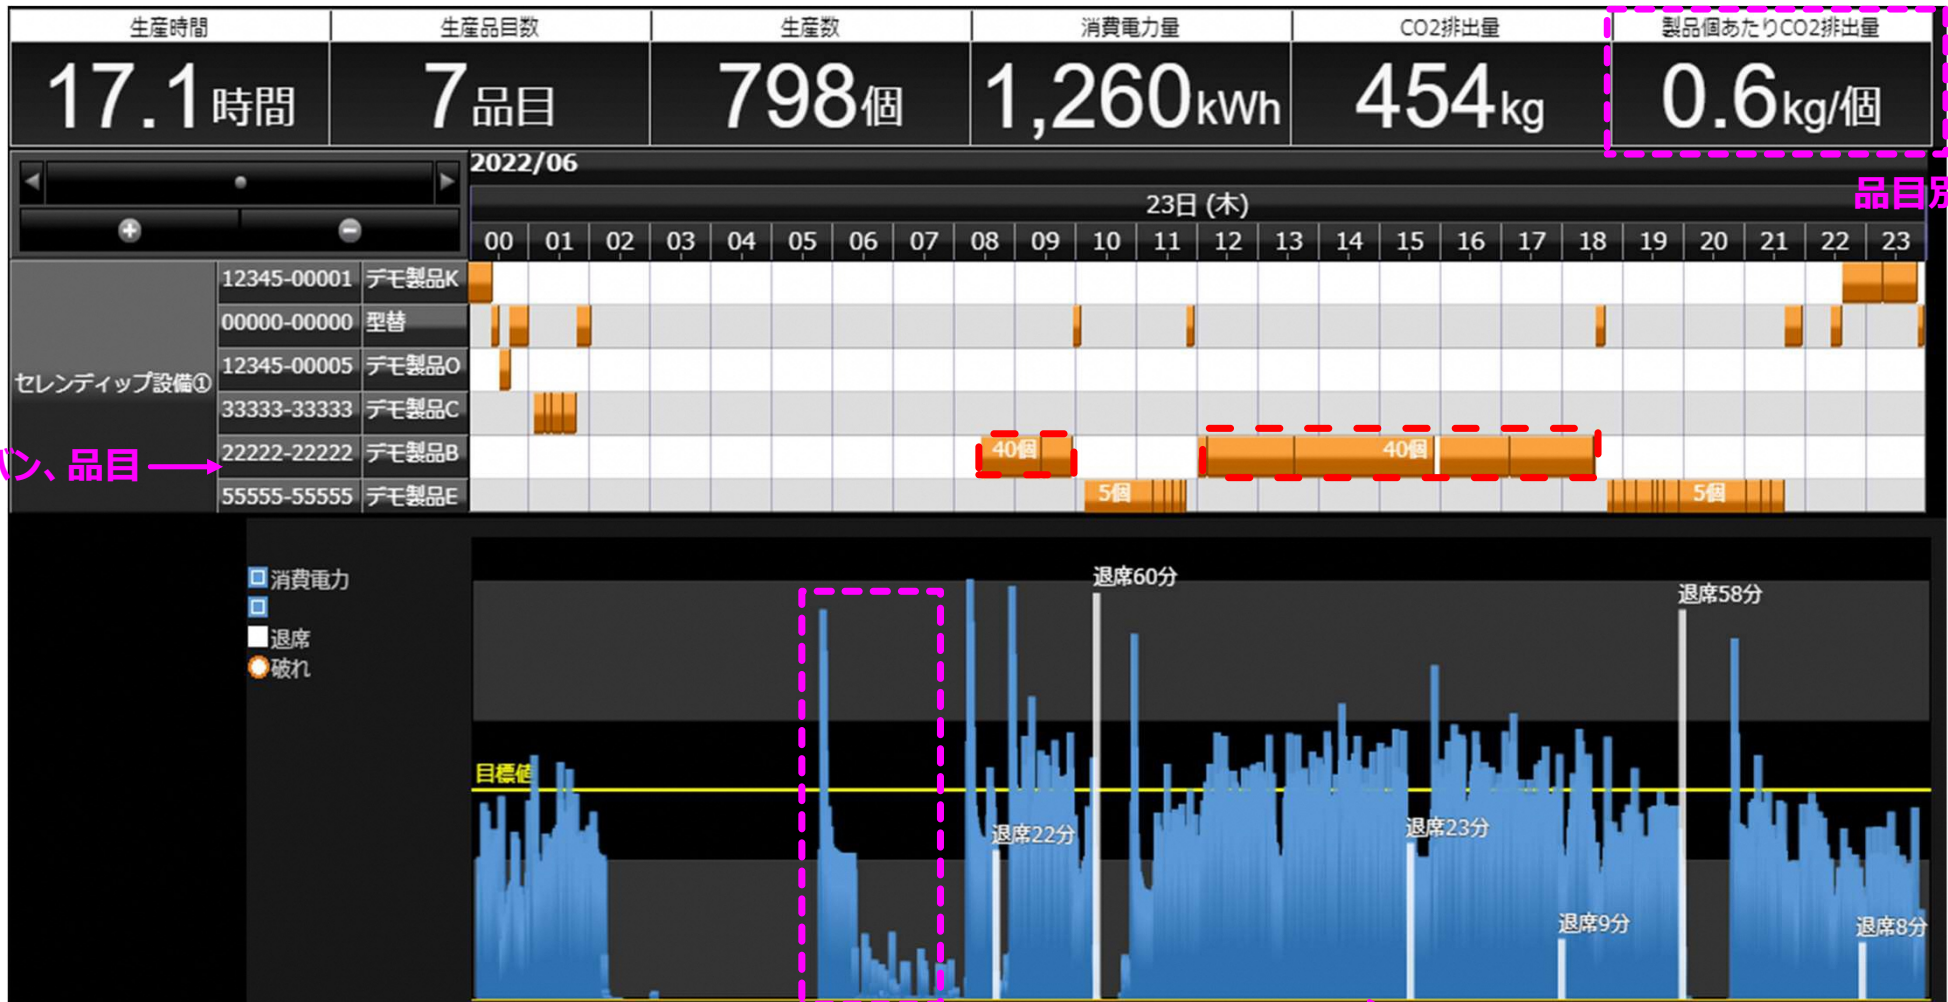 生産時間 生産品目数 生産数 消費電力量 CO2排出量 製品個あたりCO2排出量
17.1時間 7品目 798個 1,260kWh 454kg 0.6kg/個
2022/06
品目別
23日 (木)
00 01 02 03 04 05 06 07 08 09 10 11 12 13 14 15 16 17 18 19 20 21 22 23
12345-00001 デモ製品K
00000-00000 型替
12345-00005 デモ製品O
セレンディップ設備①
33333-33333 デモ製品C
22222-22222 デモ製品B 40個 40個
バン、品目
55555-55555 デモ製品E 5個 5個
消費電力
退席
破れ
退席60分
退席58分
目標値
退席22分
退席23分
退席9分
退席8分